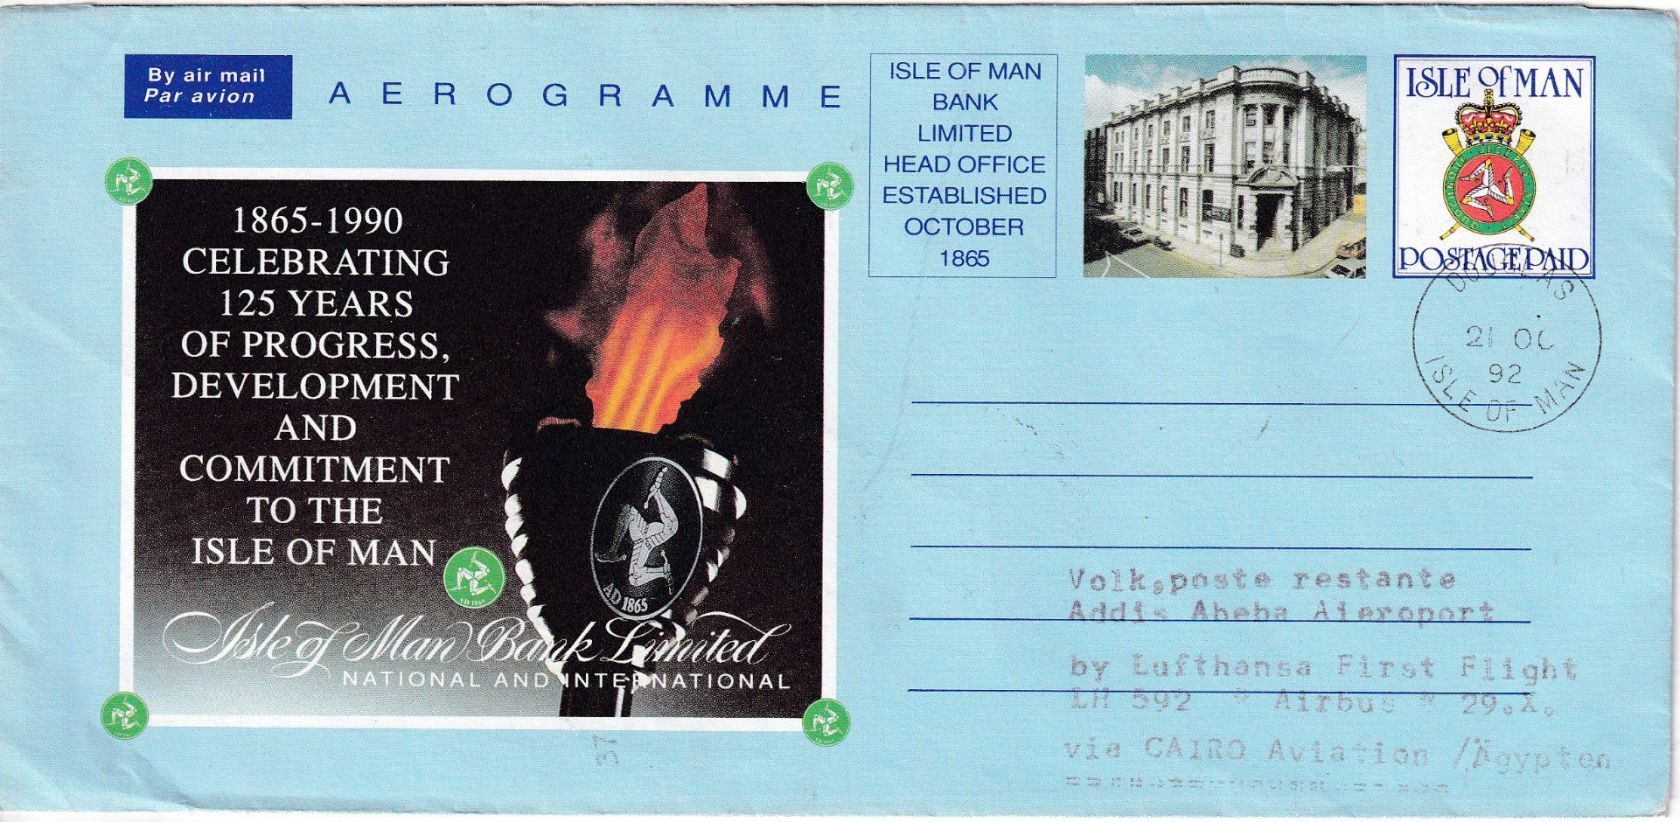 By air mail
Par avion
AEROGRAMME
ISLE OF MAN
BANK
LIMITED
HEAD OFFICE
ESTABLISHED
OCTOBER
1865
ISLE OF MAN
POSTAGE PAID
DOUGLAS
21 OC
92
ISLE OF MAN
1865-1990
CELEBRATING
125 YEARS
OF PROGRESS,
DEVELOPMENT
AND
COMMITMENT
TO THE
ISLE OF MAN
AD 1865
Isle of Man Bank Limited
NATIONAL AND INTERNATIONAL
Volk,poste restante
Addis Abeba Aieroport
by Lufthansa First Flight
LH 592 * Airbus * 29.X.
via CAIRO Aviation /Ägypten